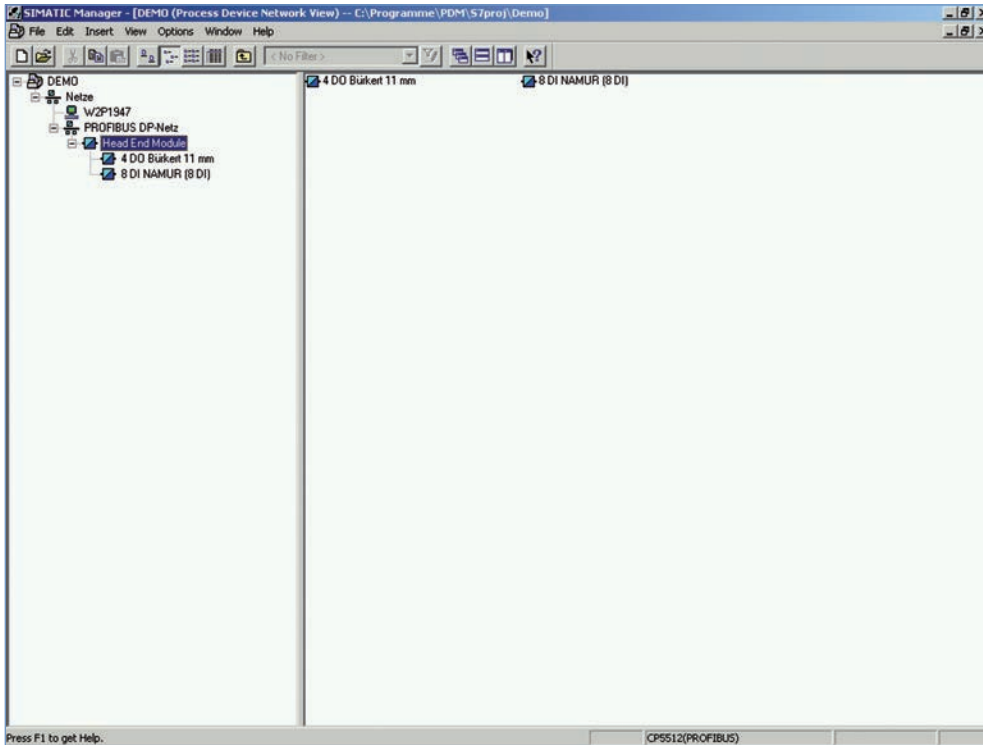 SIMATIC Manager - [DEMO (Process Device Network View) -- C:\Programme\PDM\S7proj\Demo]
File Edit Insert View Options Window Help
< No Filter >
DEMO
Netze
W2P1947
PROFIBUS DP-Netz
Head End Module
4 DO Bürkert 11 mm
8 DI NAMUR (8 DI)
4 DO Bürkert 11 mm
8 DI NAMUR (8 DI)
Press F1 to get Help.
CP5512(PROFIBUS)